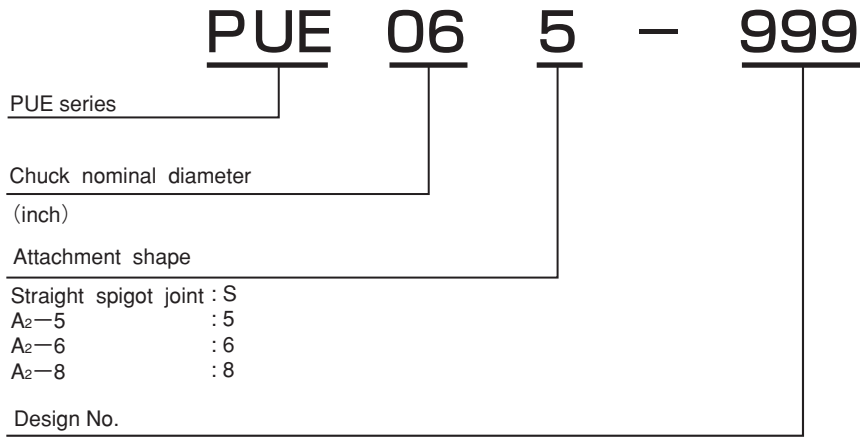 PUE 06 5 − 999
PUE series
Chuck nominal diameter
（inch）
Attachment shape
Straight spigot joint : S
A2−5 : 5
A2−6 : 6
A2−8 : 8
Design No.